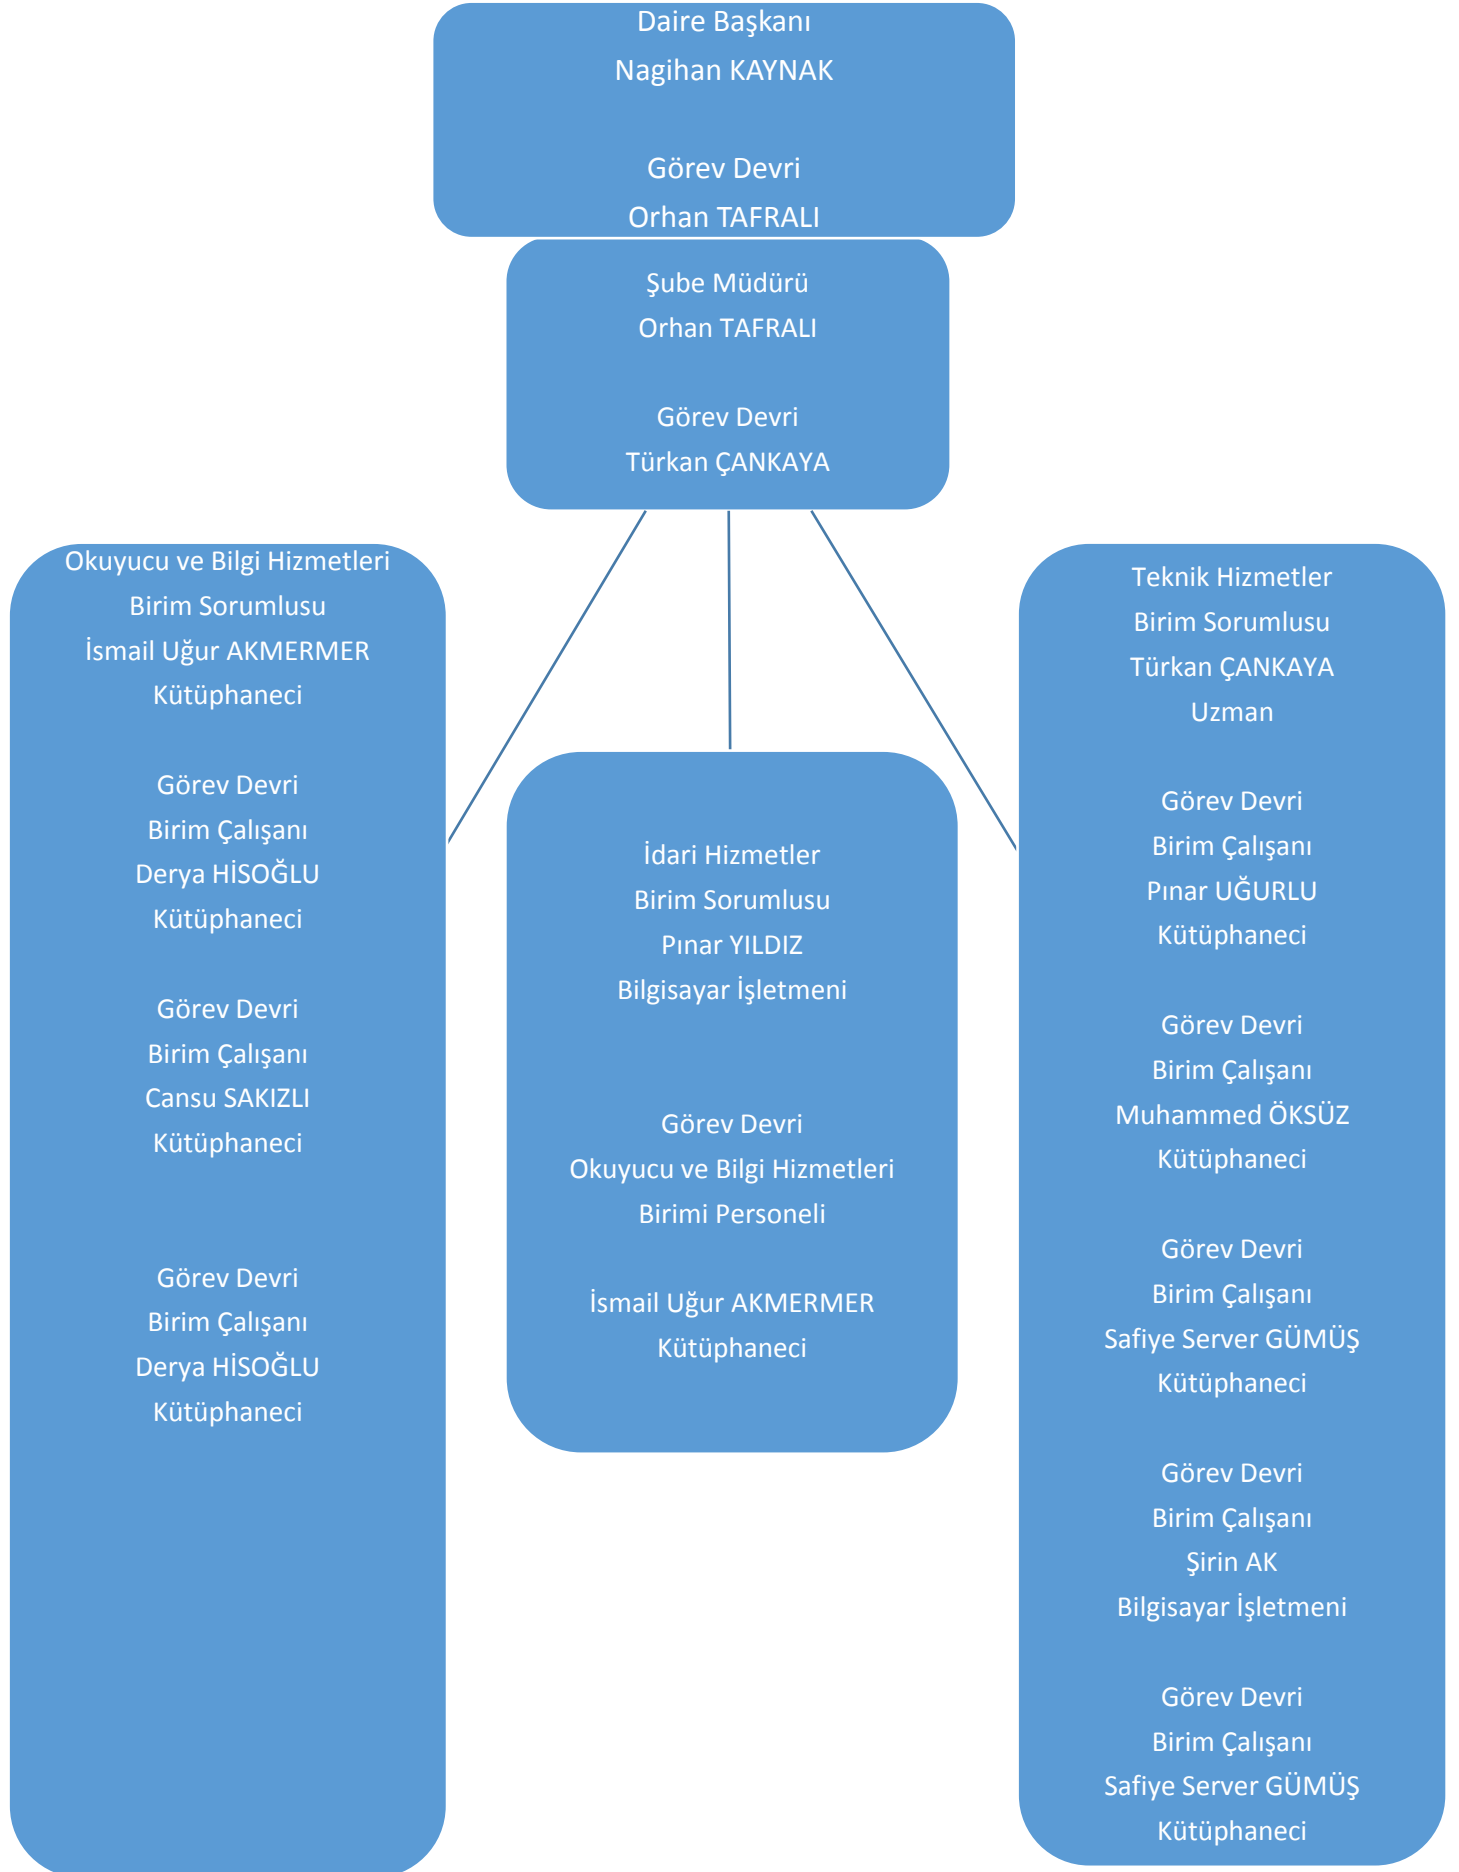 Daire Başkanı
Nagihan KAYNAK
Görev Devri
Orhan TAFRALI
Şube Müdürü
Orhan TAFRALI
Görev Devri
Türkan ÇANKAYA
Okuyucu ve Bilgi Hizmetleri
Birim Sorumlusu
İsmail Uğur AKMERMER
Kütüphaneci
Görev Devri
Birim Çalışanı
Derya HİSOĞLU
Kütüphaneci
Görev Devri
Birim Çalışanı
Cansu SAKIZLI
Kütüphaneci
Görev Devri
Birim Çalışanı
Derya HİSOĞLU
Kütüphaneci
İdari Hizmetler
Birim Sorumlusu
Pınar YILDIZ
Bilgisayar İşletmeni
Görev Devri
Okuyucu ve Bilgi Hizmetleri
Birimi Personeli
İsmail Uğur AKMERMER
Kütüphaneci
Teknik Hizmetler
Birim Sorumlusu
Türkan ÇANKAYA
Uzman
Görev Devri
Birim Çalışanı
Pınar UĞURLU
Kütüphaneci
Görev Devri
Birim Çalışanı
Muhammed ÖKSÜZ
Kütüphaneci
Görev Devri
Birim Çalışanı
Safiye Server GÜMÜŞ
Kütüphaneci
Görev Devri
Birim Çalışanı
Şirin AK
Bilgisayar İşletmeni
Görev Devri
Birim Çalışanı
Safiye Server GÜMÜŞ
Kütüphaneci